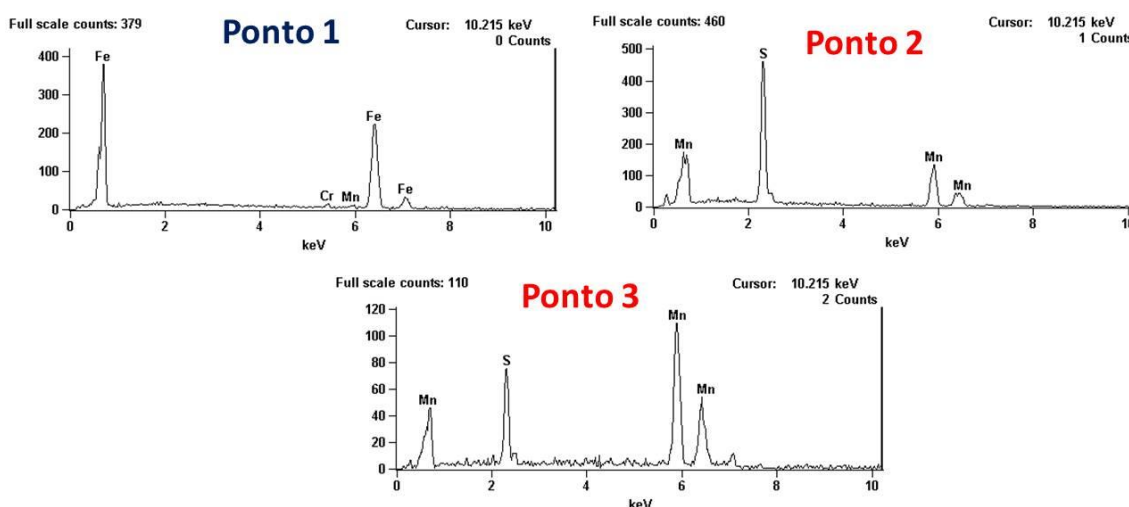 Full scale counts: 379
Ponto 1
Cursor: 10.215 keV
0 Counts
400
300
200
100
0
Fe
Cr
Mn
Fe
Fe
0 2 4 6 8 10
keV
Full scale counts: 460
Ponto 2
Cursor: 10.215 keV
1 Counts
500
400
300
200
100
0
Mn
S
Mn
Mn
0 2 4 6 8 10
keV
Full scale counts: 110
Ponto 3
Cursor: 10.215 keV
2 Counts
120
100
80
60
40
20
0
Mn
S
Mn
Mn
0 2 4 6 8 10
keV